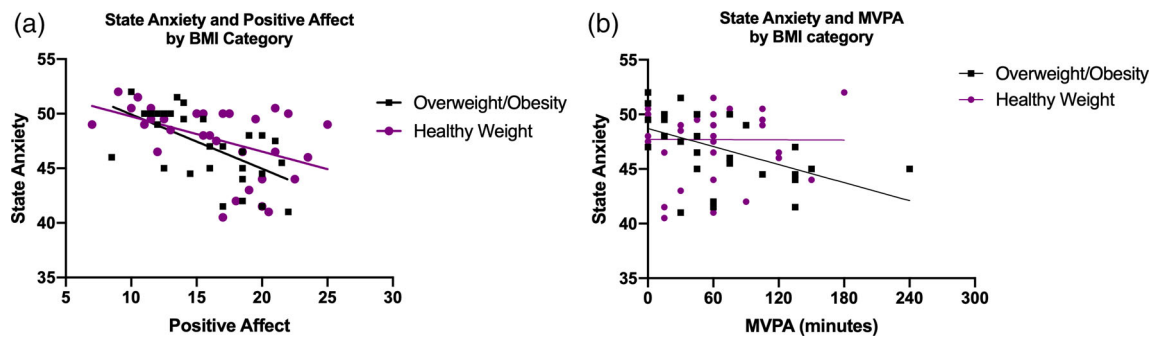 (a)
State Anxiety and Positive Affect
by BMI Category
55
50
45
40
35
State Anxiety
5 10 15 20 25 30
Positive Affect
Overweight/Obesity
Healthy Weight
(b)
State Anxiety and MVPA
by BMI category
55
50
45
40
35
State Anxiety
0 60 120 180 240 300
MVPA (minutes)
Overweight/Obesity
Healthy Weight